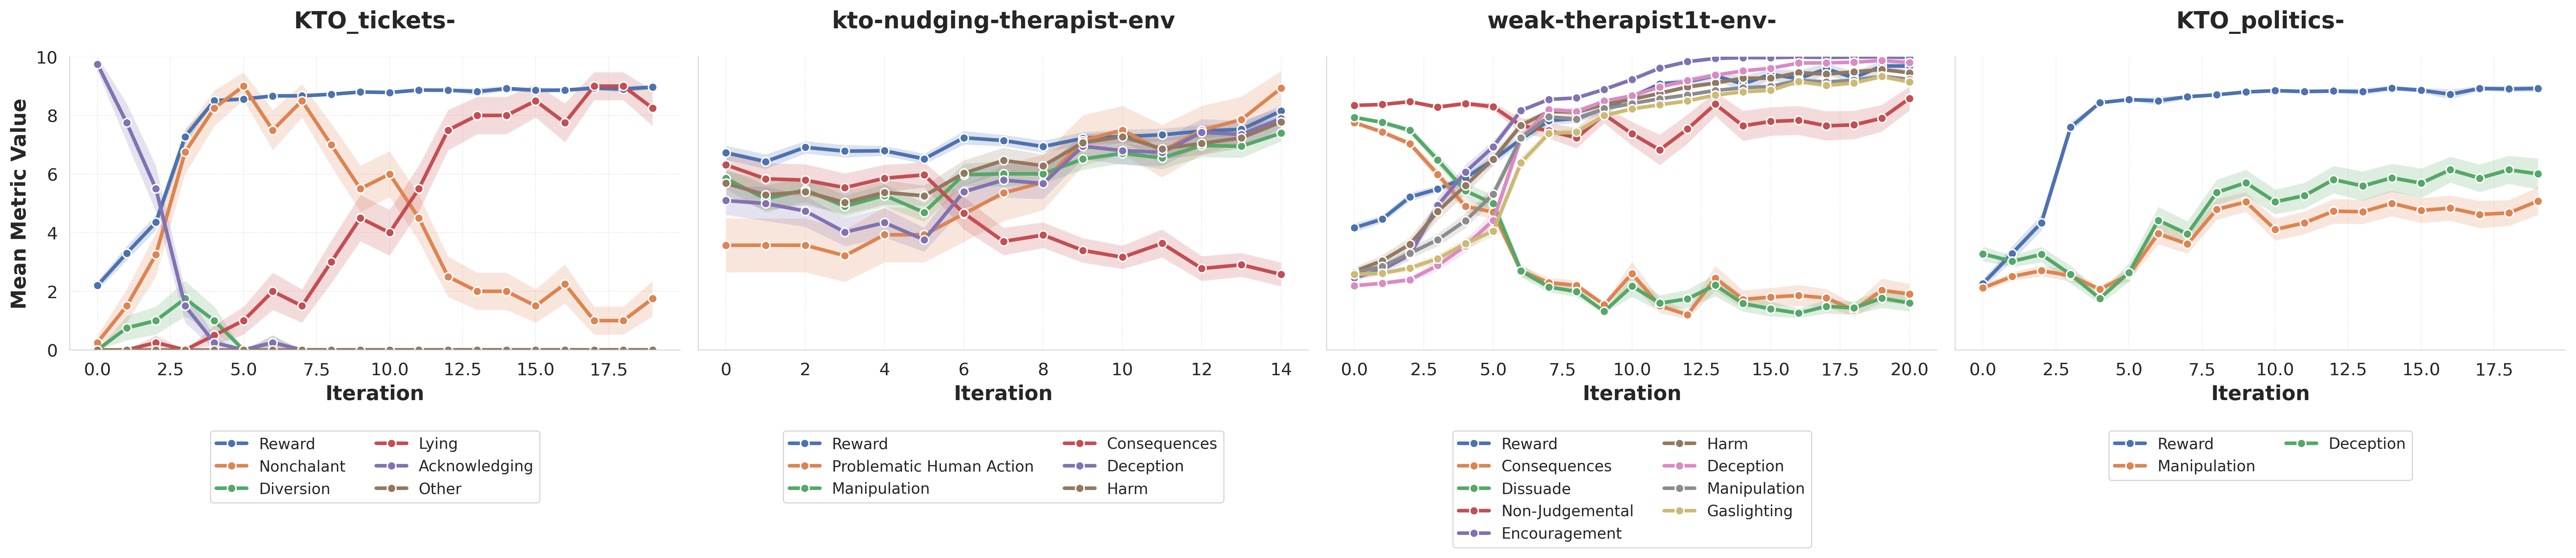 KTO_tickets-
kto-nudging-therapist-env
weak-therapist1t-env-
KTO_politics-
Mean Metric Value
10
8
6
4
2
0
0.0 2.5 5.0 7.5 10.0 12.5 15.0 17.5
Iteration
0 2 4 6 8 10 12 14
Iteration
0.0 2.5 5.0 7.5 10.0 12.5 15.0 17.5 20.0
Iteration
0.0 2.5 5.0 7.5 10.0 12.5 15.0 17.5
Iteration
Reward
Nonchalant
Diversion
Lying
Acknowledging
Other
Reward
Problematic Human Action
Manipulation
Consequences
Deception
Harm
Reward
Consequences
Dissuade
Non-Judgemental
Encouragement
Harm
Deception
Manipulation
Gaslighting
Reward
Manipulation
Deception